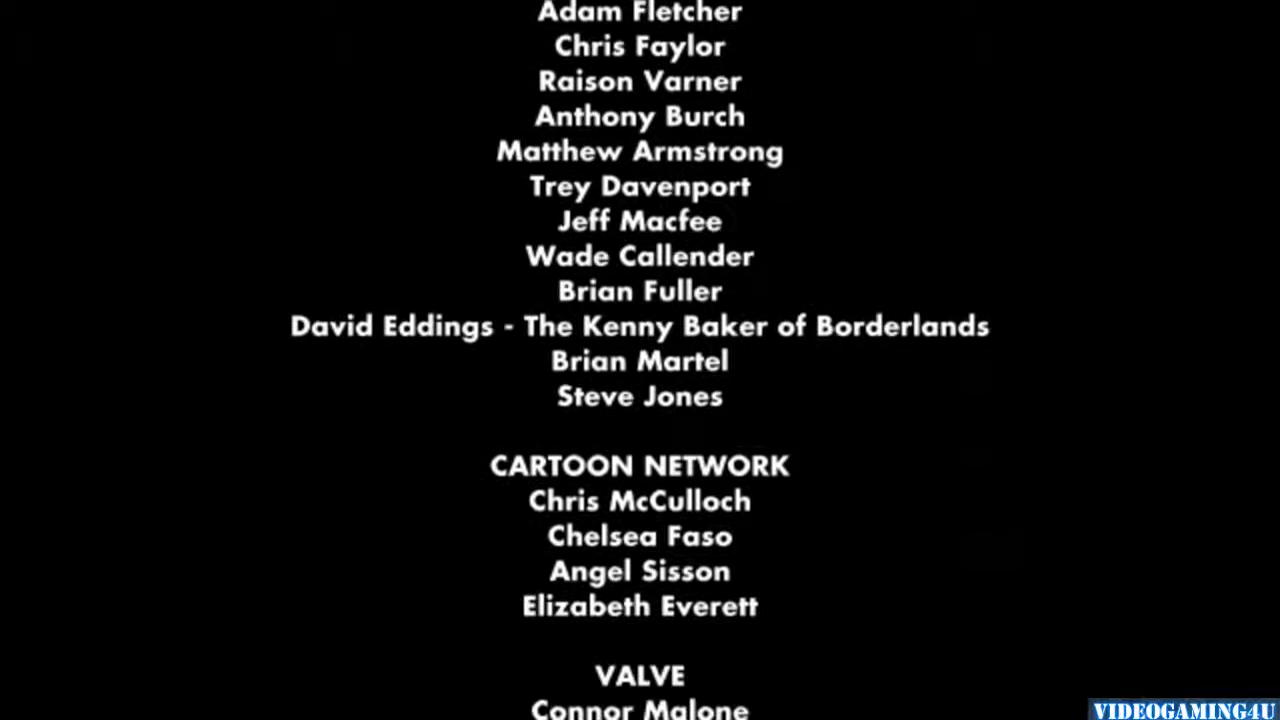 Adam Fletcher
Chris Faylor
Raison Varner
Anthony Burch
Matthew Armstrong
Trey Davenport
Jeff Macfee
Wade Callender
Brian Fuller
David Eddings - The Kenny Baker of Borderlands
Brian Martel
Steve Jones
CARTOON NETWORK
Chris McCulloch
Chelsea Faso
Angel Sisson
Elizabeth Everett
VALVE
Connor Malone
VIDEOGAMING4U